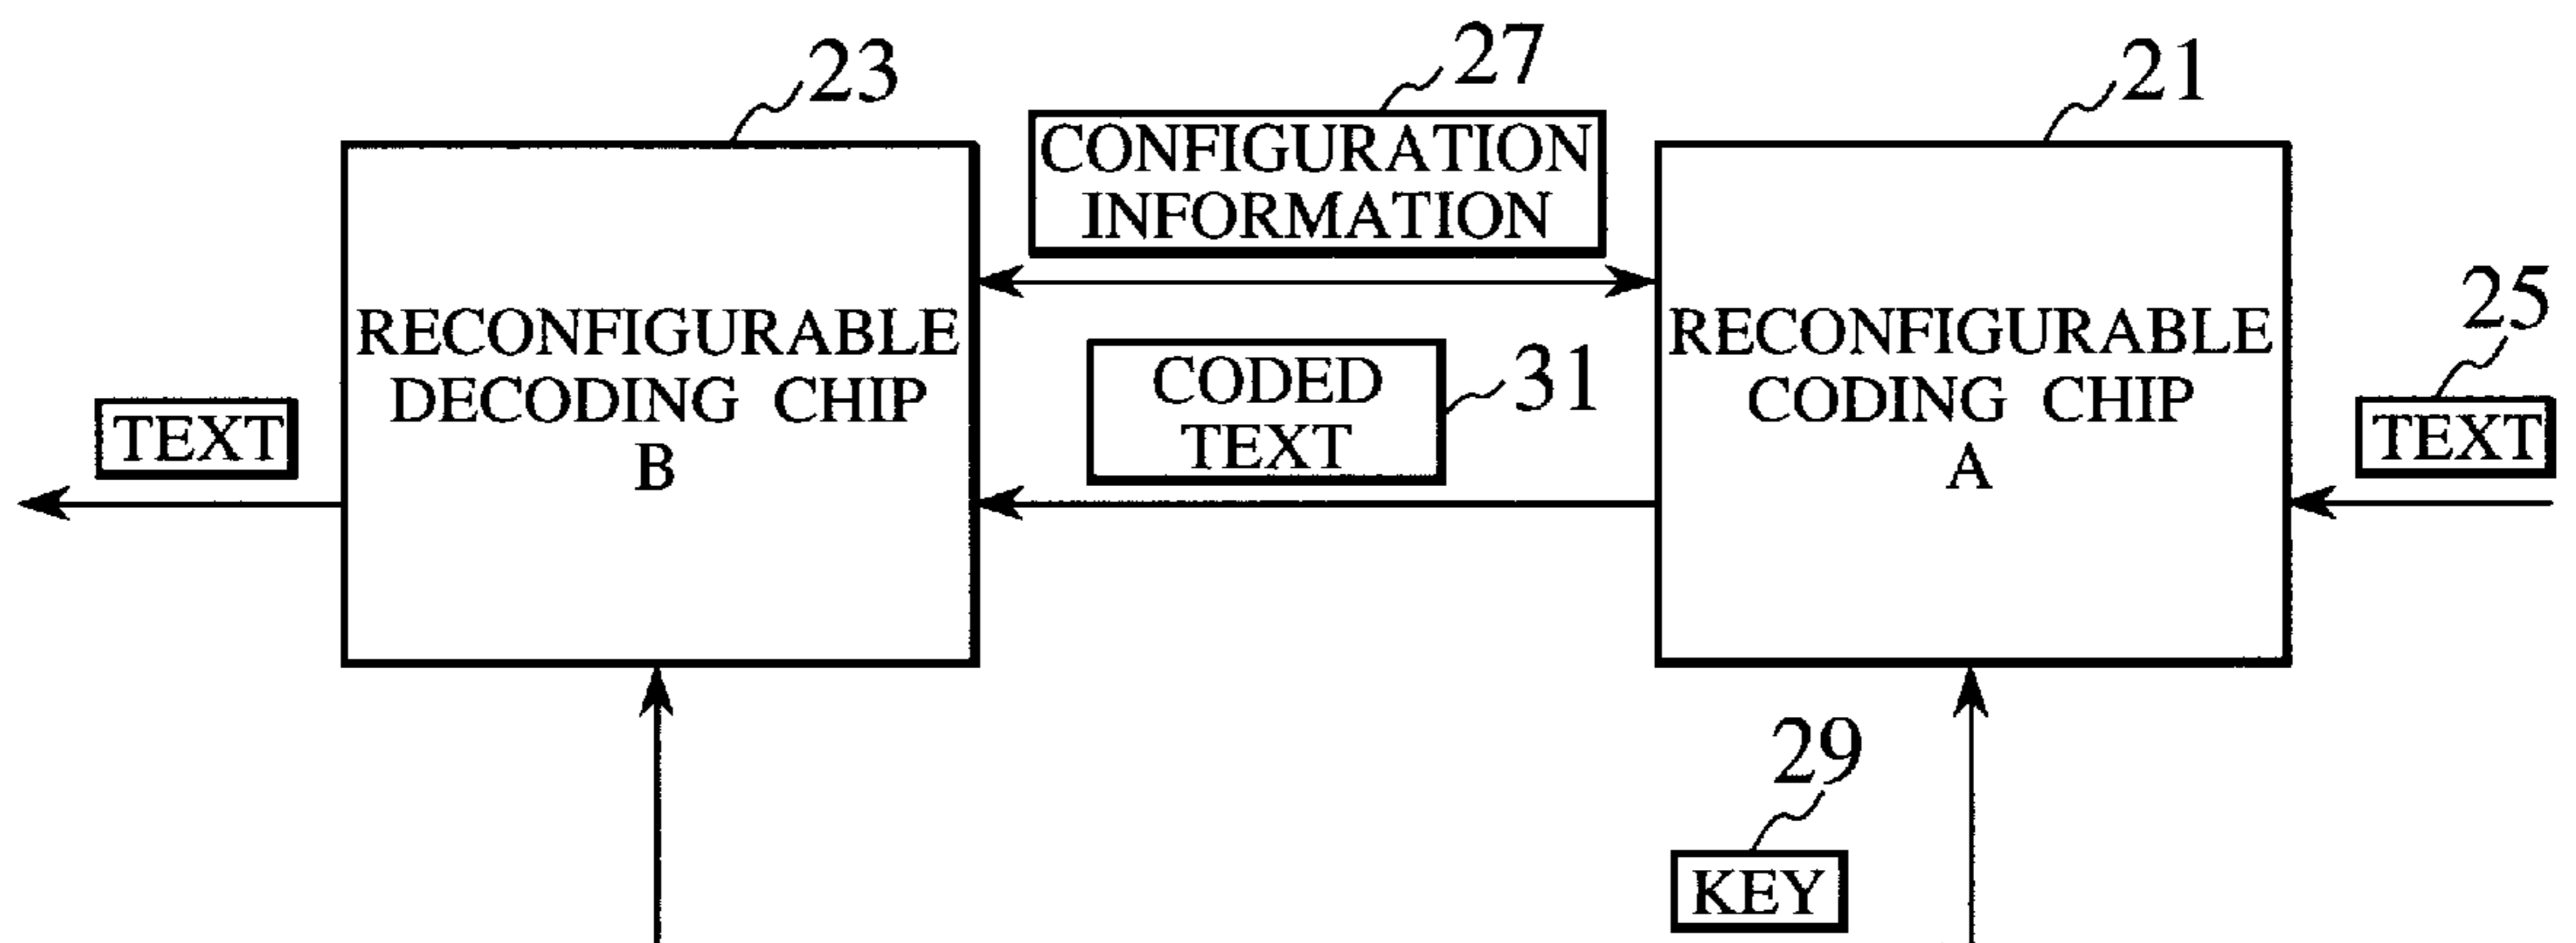 23
27
21
CONFIGURATION
INFORMATION
RECONFIGURABLE
DECODING CHIP
B
CODED
TEXT
31
RECONFIGURABLE
CODING CHIP
A
25
TEXT
TEXT
29
KEY